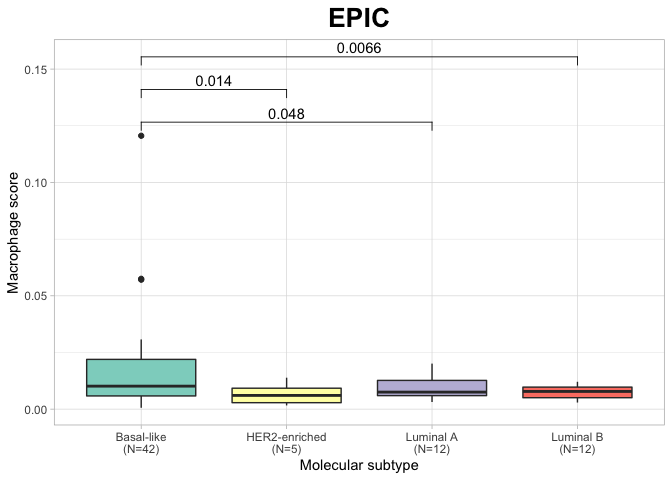 EPIC
0.0066
0.15
0.014
0.048
0.10
Macrophage score
0.05
0.00
Basal-like
(N=42)
HER2-enriched
(N=5)
Luminal A
(N=12)
Luminal B
(N=12)
Molecular subtype